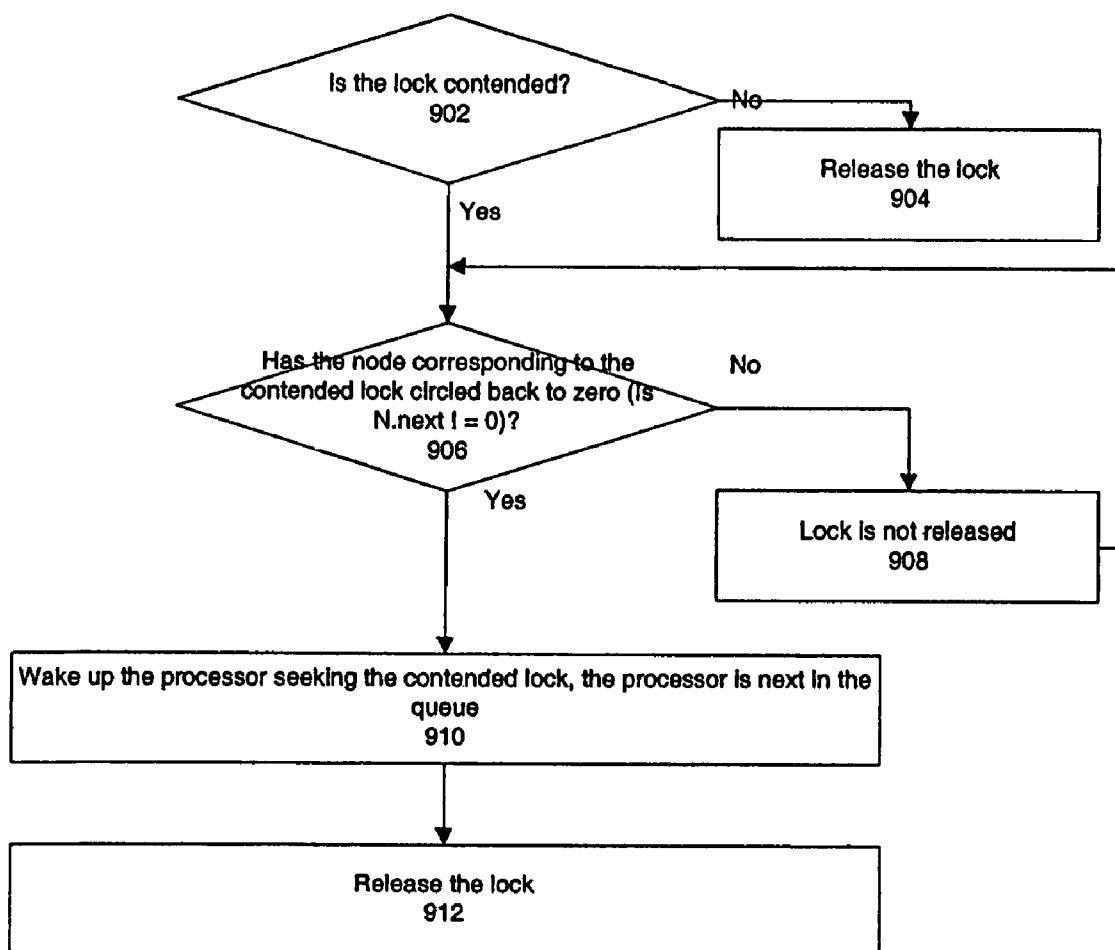 Is the lock contended?
902
No
Release the lock
904
Yes
Has the node corresponding to the
contended lock circled back to zero (Is
N.next ! = 0)?
906
No
Yes
Lock is not released
908
Wake up the processor seeking the contended lock, the processor is next in the
queue
910
Release the lock
912